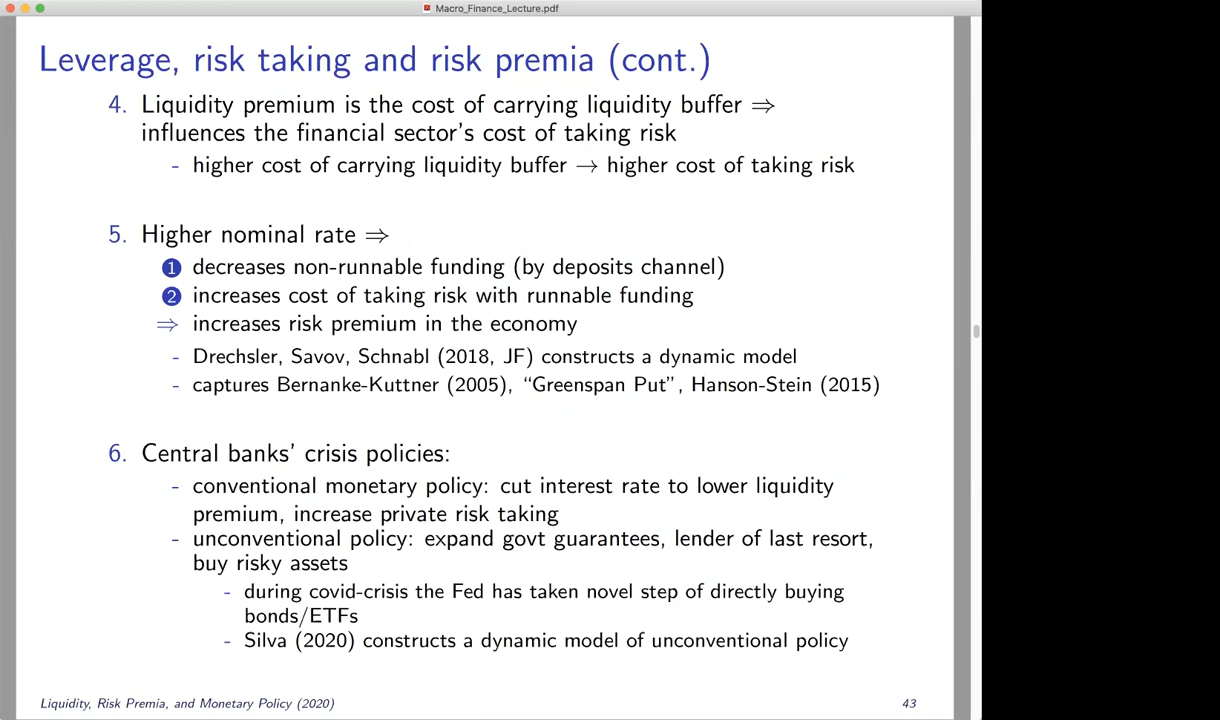 Macro_Finance_Lecture.pdf
Leverage, risk taking and risk premia (cont.)
4. Liquidity premium is the cost of carrying liquidity buffer ⇒
influences the financial sector's cost of taking risk
- higher cost of carrying liquidity buffer → higher cost of taking risk
5. Higher nominal rate ⇒
1 decreases non-runnable funding (by deposits channel)
2 increases cost of taking risk with runnable funding
⇒ increases risk premium in the economy
- Drechsler, Savov, Schnabl (2018, JF) constructs a dynamic model
- captures Bernanke-Kuttner (2005), “Greenspan Put”, Hanson-Stein (2015)
6. Central banks' crisis policies:
- conventional monetary policy: cut interest rate to lower liquidity
premium, increase private risk taking
- unconventional policy: expand govt guarantees, lender of last resort,
buy risky assets
- during covid-crisis the Fed has taken novel step of directly buying
bonds/ETFs
- Silva (2020) constructs a dynamic model of unconventional policy
Liquidity, Risk Premia, and Monetary Policy (2020) 43